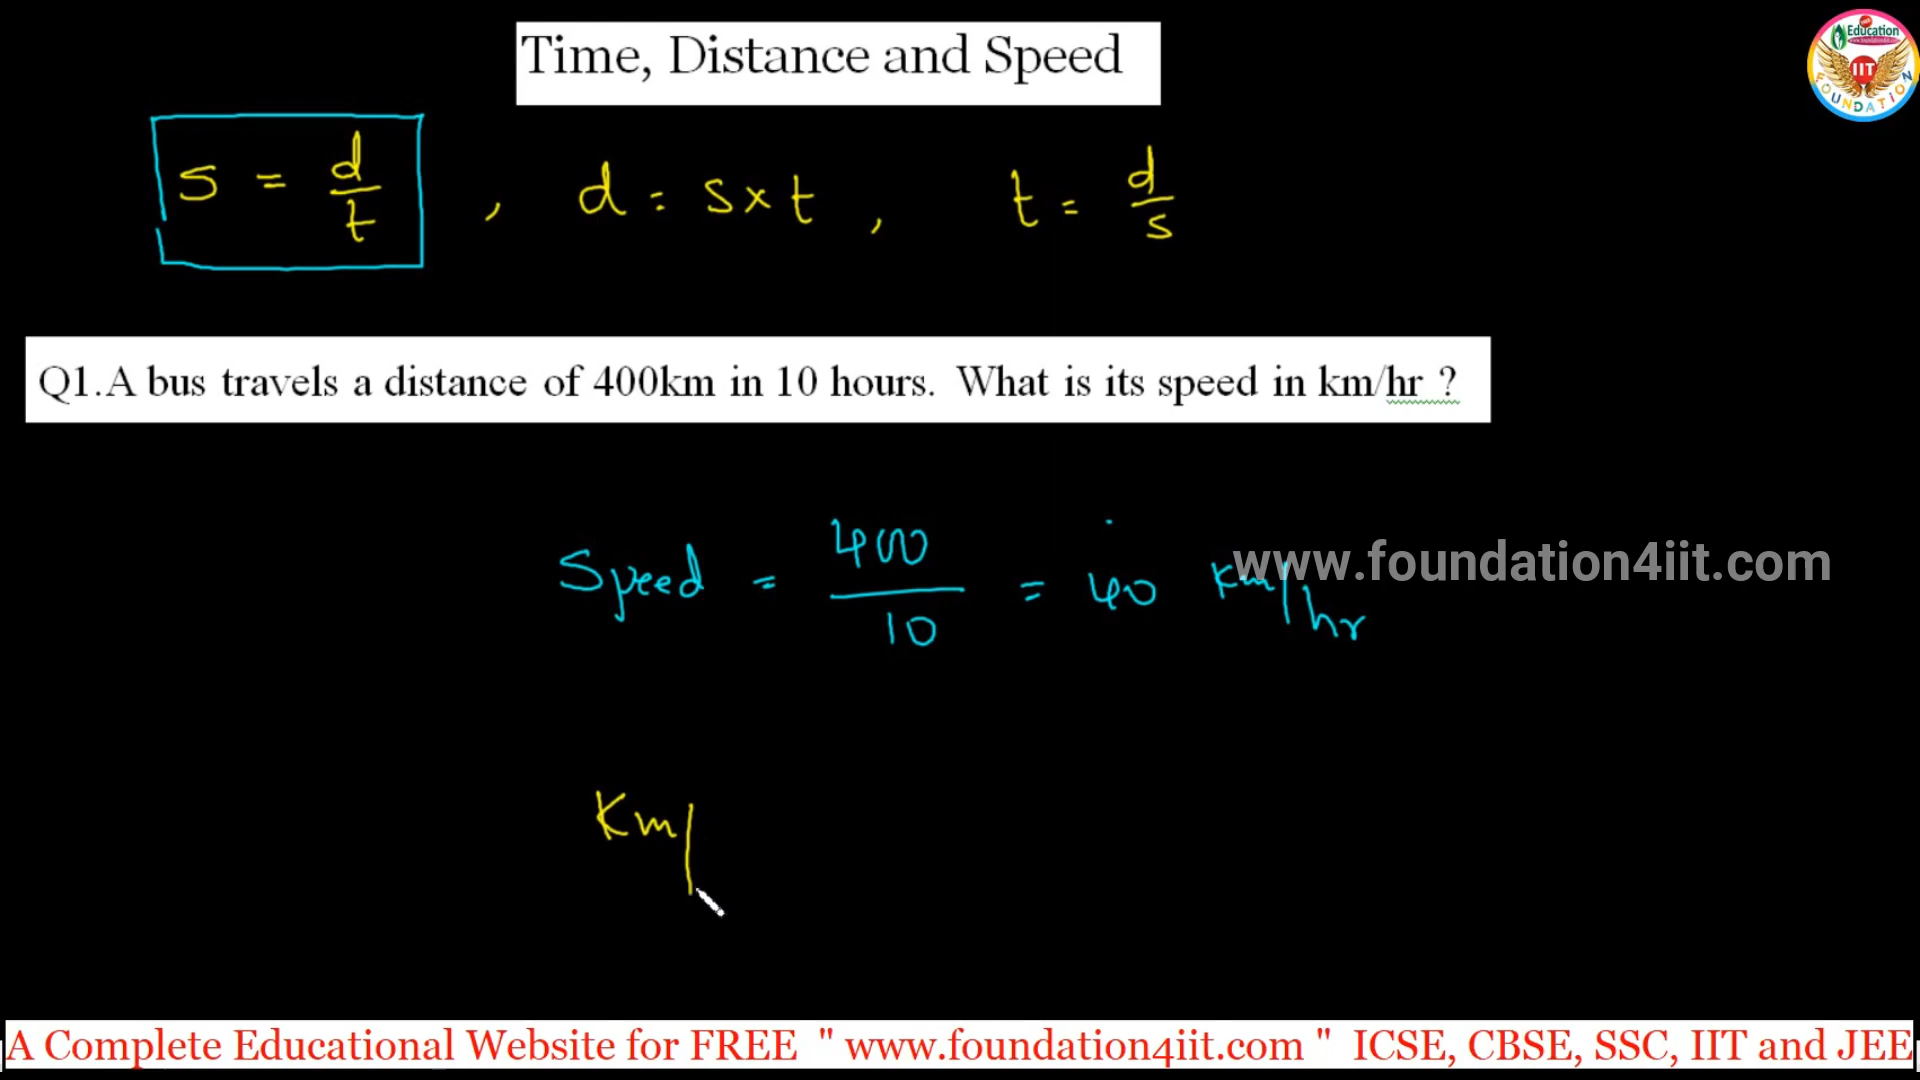 Time, Distance and Speed
Education
IIT
FOUNDATION
s = d/t , d = s x t , t = d/s
Q1.A bus travels a distance of 400km in 10 hours. What is its speed in km/hr ?
Speed = 400/10 = 40 Km/hr
www.foundation4iit.com
Km/
A Complete Educational Website for FREE " www.foundation4iit.com " ICSE, CBSE, SSC, IIT and JEE